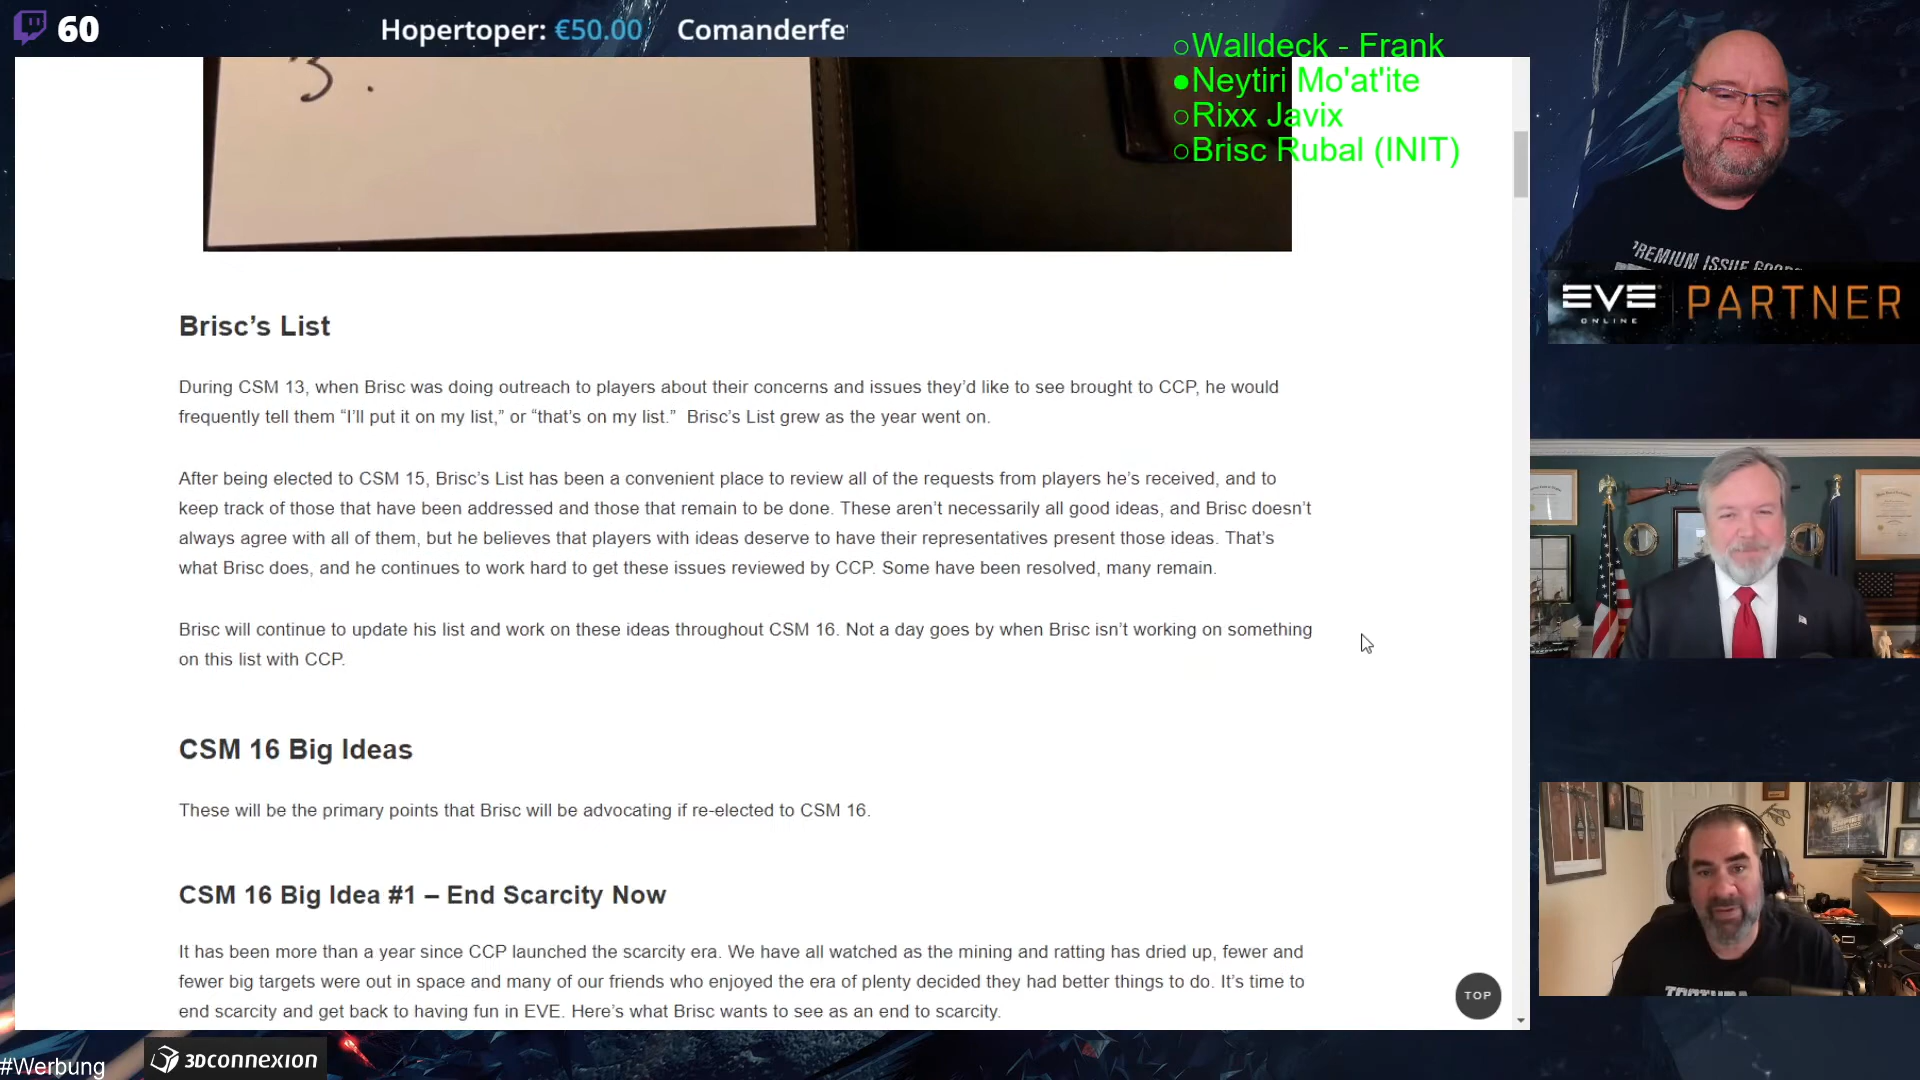 60
Hopertoper: €50.00 Comanderfe
○Walldeck - Frank
●Neytiri Mo'at'ite
○Rixx Javix
○Brisc Rubal (INIT)
3.
PREMIUM ISSUE GOODS
EVE
ONLINE
PARTNER
Brisc’s List
During CSM 13, when Brisc was doing outreach to players about their concerns and issues they’d like to see brought to CCP, he would
frequently tell them “I’ll put it on my list,” or “that’s on my list.”  Brisc’s List grew as the year went on.
After being elected to CSM 15, Brisc’s List has been a convenient place to review all of the requests from players he’s received, and to
keep track of those that have been addressed and those that remain to be done. These aren’t necessarily all good ideas, and Brisc doesn’t
always agree with all of them, but he believes that players with ideas deserve to have their representatives present those ideas. That’s
what Brisc does, and he continues to work hard to get these issues reviewed by CCP. Some have been resolved, many remain.
Brisc will continue to update his list and work on these ideas throughout CSM 16. Not a day goes by when Brisc isn’t working on something
on this list with CCP.
CSM 16 Big Ideas
These will be the primary points that Brisc will be advocating if re-elected to CSM 16.
CSM 16 Big Idea #1 – End Scarcity Now
It has been more than a year since CCP launched the scarcity era. We have all watched as the mining and ratting has dried up, fewer and
fewer big targets were out in space and many of our friends who enjoyed the era of plenty decided they had better things to do. It’s time to
end scarcity and get back to having fun in EVE. Here’s what Brisc wants to see as an end to scarcity.
TOP
#Werbung
3Dconnexion